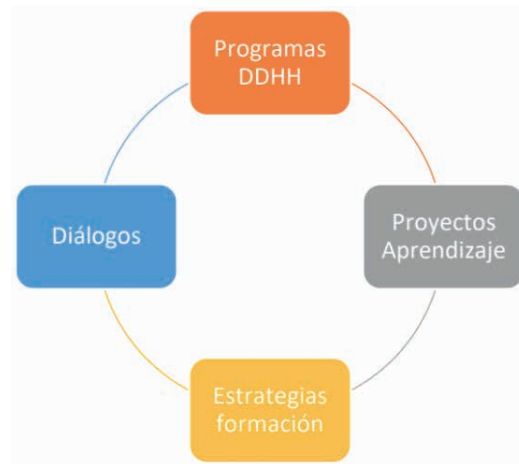 Programas
DDHH
Diálogos
Proyectos
Aprendizaje
Estrategias
formación